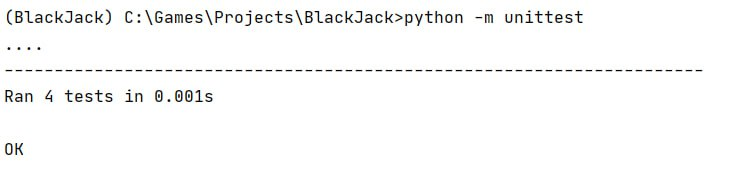 (BlackJack) C:\Games\Projects\BlackJack>python -m unittest
....
----------------------------------------------------------------------
Ran 4 tests in 0.001s
OK